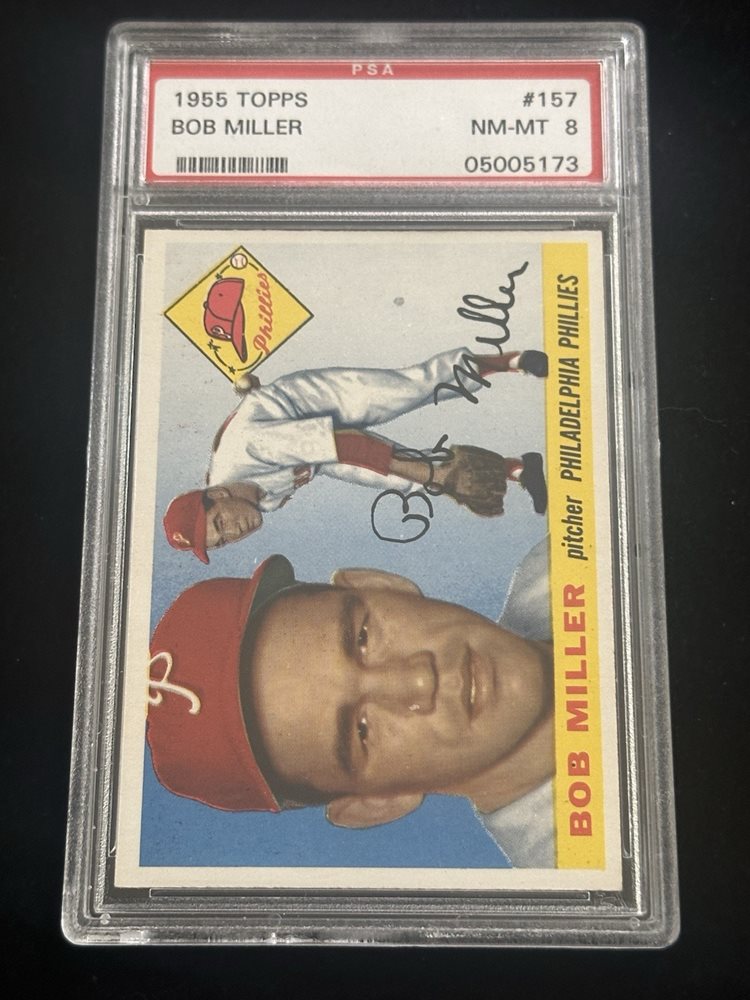 PSA
1955 TOPPS #157
BOB MILLER NM-MT 8
05005173
Phillies
P
Bob Miller
P
BOB MILLER pitcher PHILADELPHIA PHILLIES